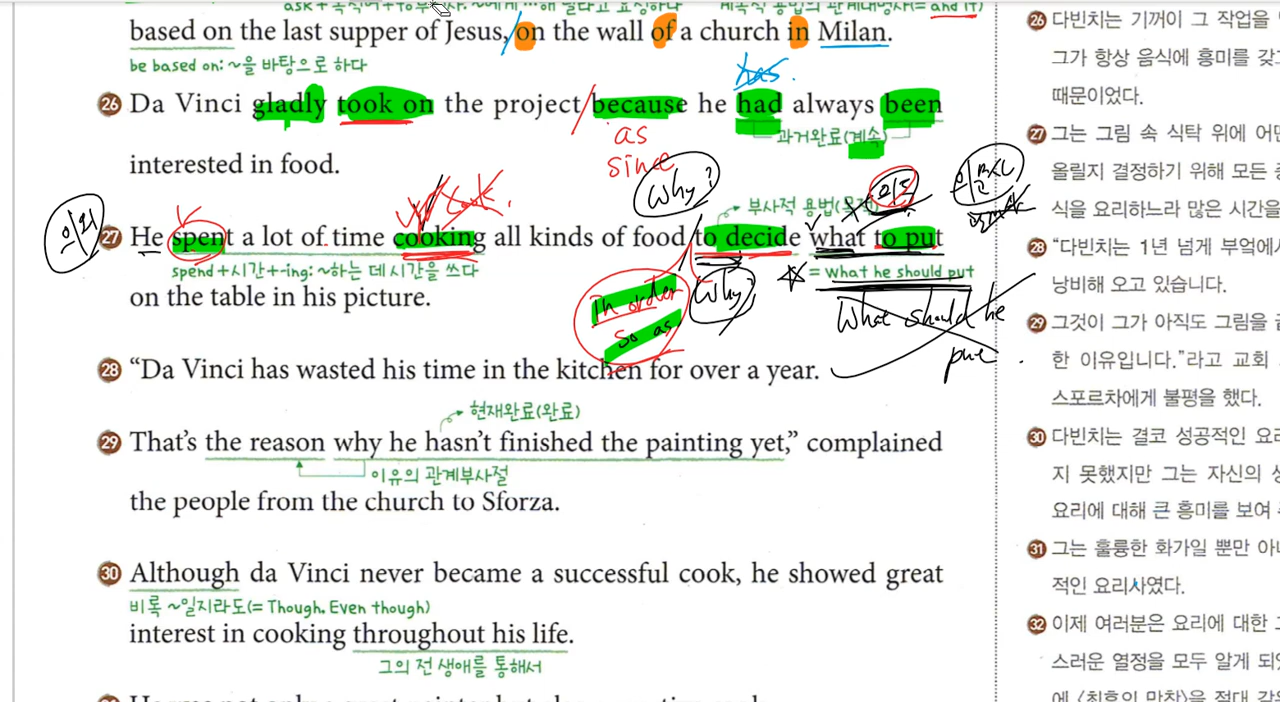 based on the last supper of Jesus, on the wall of a church in Milan.
be based on: ~을 바탕으로 하다
has.
26 Da Vinci gladly took on the project because he had always been
과거완료(계속)
as
since
interested in food.
Why?
의도
cook.
부사적 용법(목적)
의외
27 He spent a lot of time cooking all kinds of food to decide what to put
spend+시간+-ing: ~하는 데 시간을 쓰다
= what he should put
In order
so as
Why?
What should he
put
on the table in his picture.
28 “Da Vinci has wasted his time in the kitchen for over a year.
현재완료(완료)
29 That’s the reason why he hasn’t finished the painting yet,” complained
이유의 관계부사절
the people from the church to Sforza.
30 Although da Vinci never became a successful cook, he showed great
비록 ~일지라도(= Though, Even though)
interest in cooking throughout his life.
그의 전 생애를 통해서
26 다빈치는 기꺼이 그 작업을
그가 항상 음식에 흥미를 갖고
때문이었다.
27 그는 그림 속 식탁 위에
올릴지 결정하기 위해 모든
식을 요리하느라 많은 시간을
28 “다빈치는 1년 넘게 부엌에서
낭비해 오고 있습니다.
29 그것이 그가 아직도 그림을
한 이유입니다.”라고 교회
스포르차에게 불평을 했다.
30 다빈치는 결코 성공적인
지 못했지만 그는 자신의
요리에 대해 큰 흥미를 보여
31 그는 훌륭한 화가일 뿐만
적인 요리사였다.
32 이제 여러분은 요리에 대한
스러운 열정을 모두 알게
에 〈최후의 만찬〉을 절대